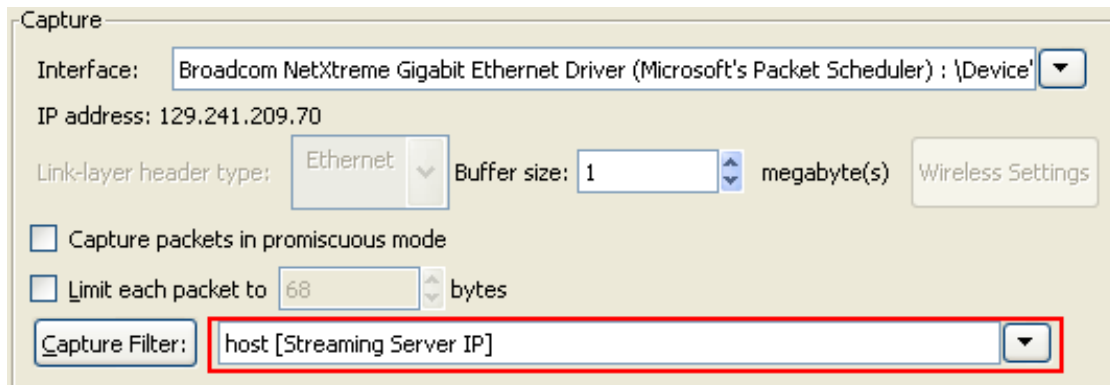 Capture
Interface: Broadcom NetXtreme Gigabit Ethernet Driver (Microsoft's Packet Scheduler) : \Device'
IP address: 129.241.209.70
Link-layer header type: Ethernet Buffer size: 1 megabyte(s) Wireless Settings
Capture packets in promiscuous mode
Limit each packet to 68 bytes
Capture Filter: host [Streaming Server IP]